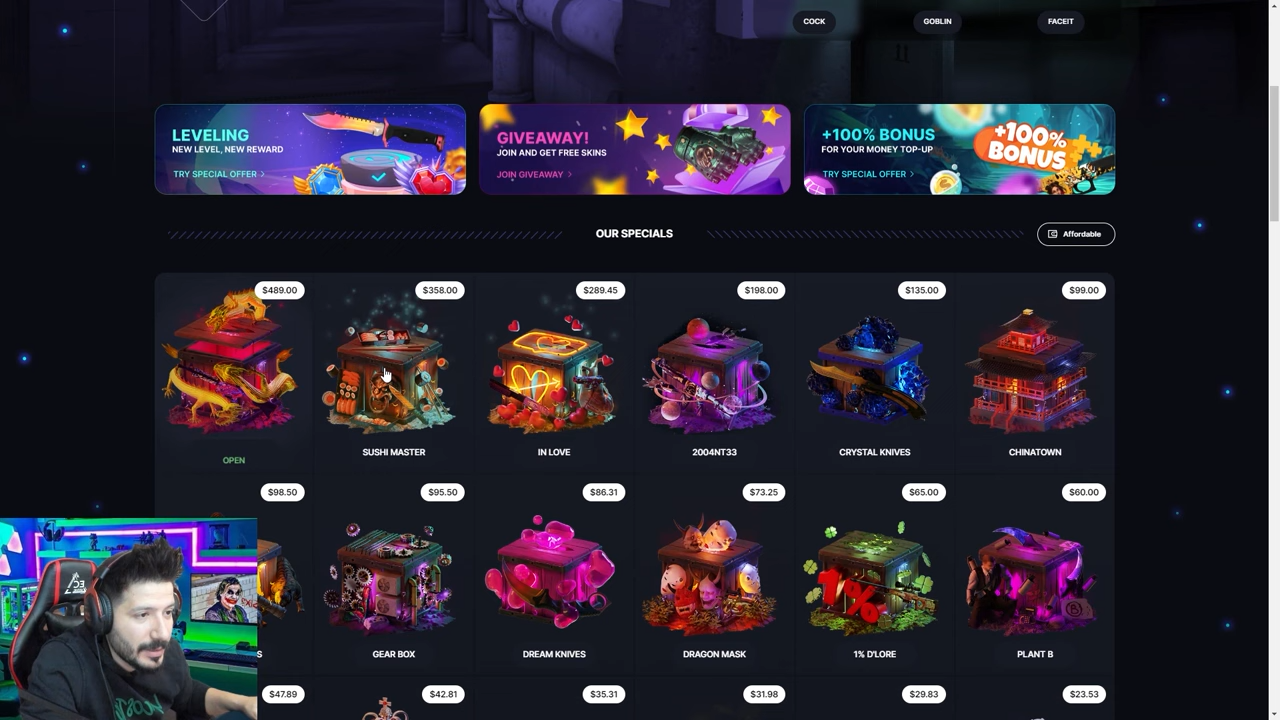 COCK
GOBLIN
FACEIT
LEVELING
NEW LEVEL, NEW REWARD
TRY SPECIAL OFFER >
GIVEAWAY!
JOIN AND GET FREE SKINS
JOIN GIVEAWAY >
+100% BONUS
FOR YOUR MONEY TOP-UP
TRY SPECIAL OFFER >
+100%
BONUS
OUR SPECIALS
Affordable
$489.00
$358.00
$289.45
$198.00
$135.00
$99.00
OPEN
SUSHI MASTER
IN LOVE
2004NT33
CRYSTAL KNIVES
CHINATOWN
$98.50
$95.50
$86.31
$73.25
$65.00
$60.00
1%
S
GEAR BOX
DREAM KNIVES
DRAGON MASK
1% D'LORE
PLANT B
$47.89
$42.81
$35.31
$31.98
$29.83
$23.53